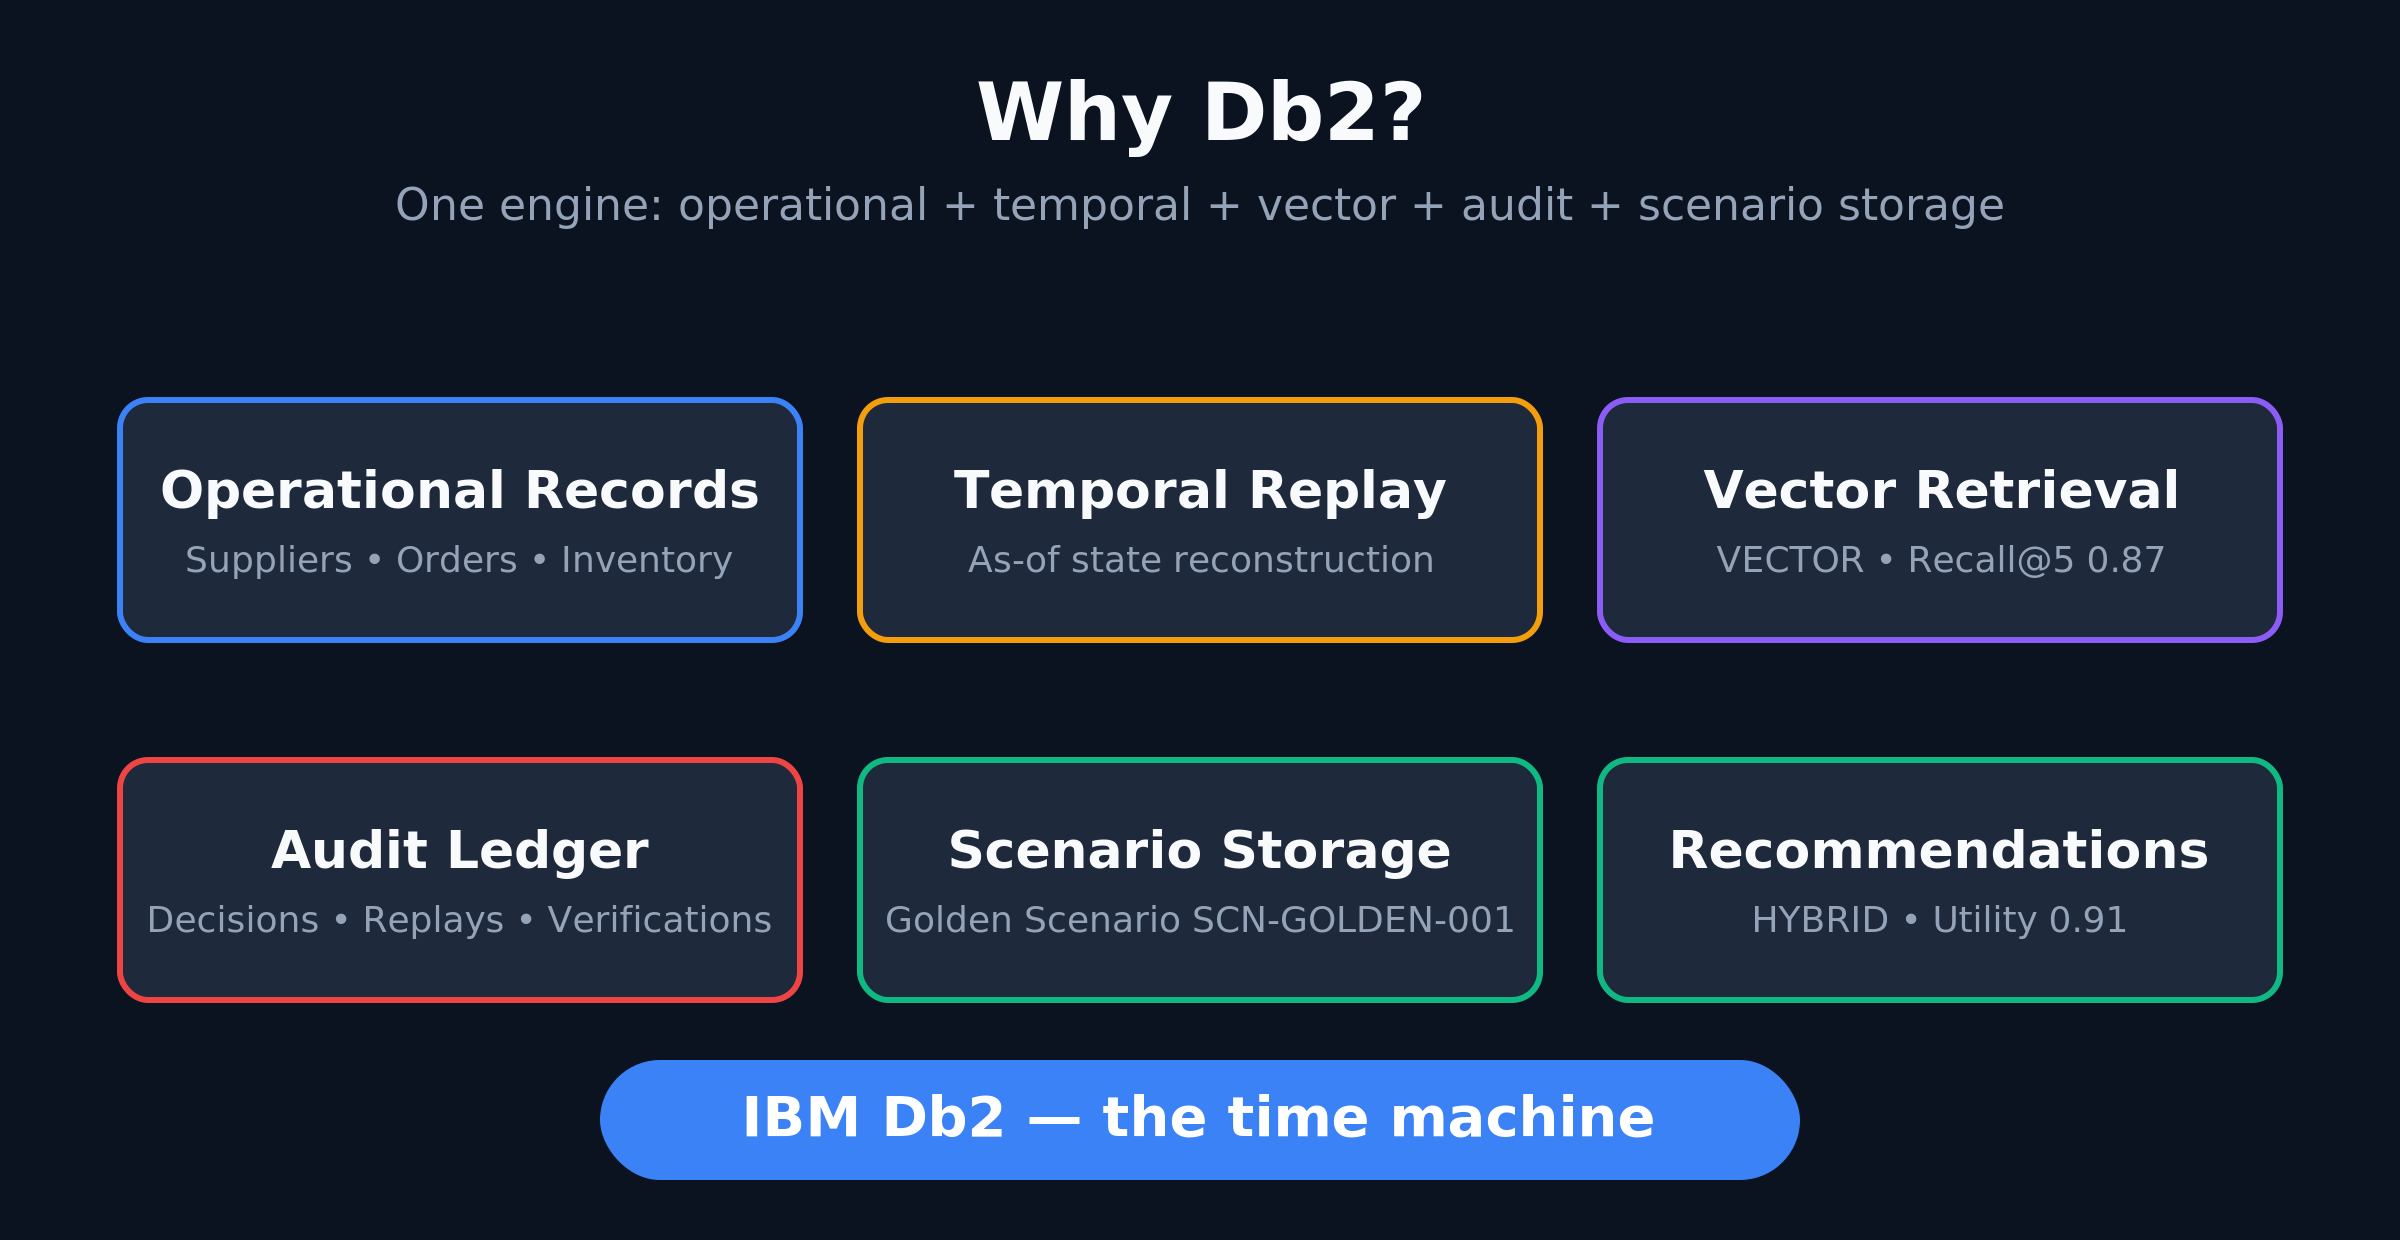 Why Db2?
One engine: operational + temporal + vector + audit + scenario storage
Operational Records
Suppliers • Orders • Inventory
Temporal Replay
As-of state reconstruction
Vector Retrieval
VECTOR • Recall@5 0.87
Audit Ledger
Decisions • Replays • Verifications
Scenario Storage
Golden Scenario SCN-GOLDEN-001
Recommendations
HYBRID • Utility 0.91
IBM Db2 — the time machine